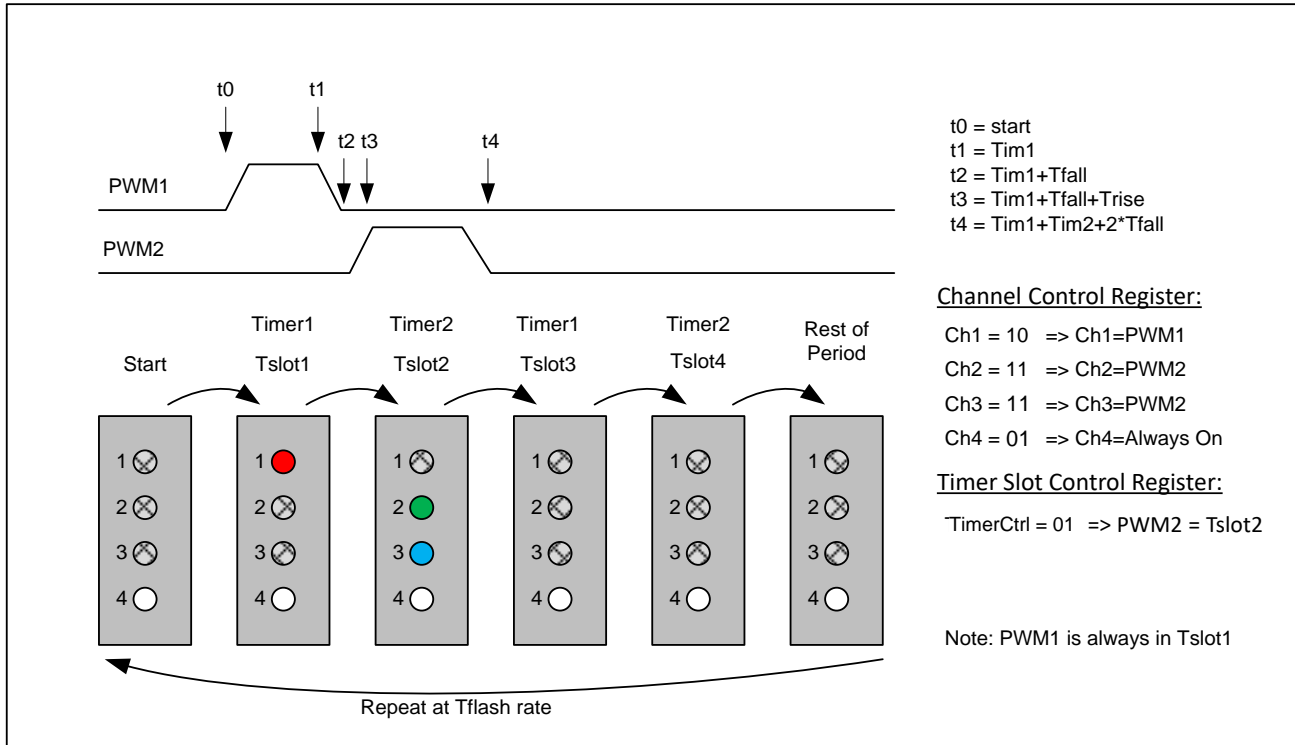 t0
t1
t2 t3
t4
PWM1
PWM2
t0 = start
t1 = Tim1
t2 = Tim1+Tfall
t3 = Tim1+Tfall+Trise
t4 = Tim1+Tim2+2*Tfall
Channel Control Register:
Ch1 = 10 => Ch1=PWM1
Ch2 = 11 => Ch2=PWM2
Ch3 = 11 => Ch3=PWM2
Ch4 = 01 => Ch4=Always On
Timer Slot Control Register:
TimerCtrl = 01 => PWM2 = Tslot2
Note: PWM1 is always in Tslot1
Start
Timer1
Tslot1
Timer2
Tslot2
Timer1
Tslot3
Timer2
Tslot4
Rest of
Period
1
2
3
4
1
2
3
4
1
2
3
4
1
2
3
4
1
2
3
4
1
2
3
4
Repeat at Tflash rate